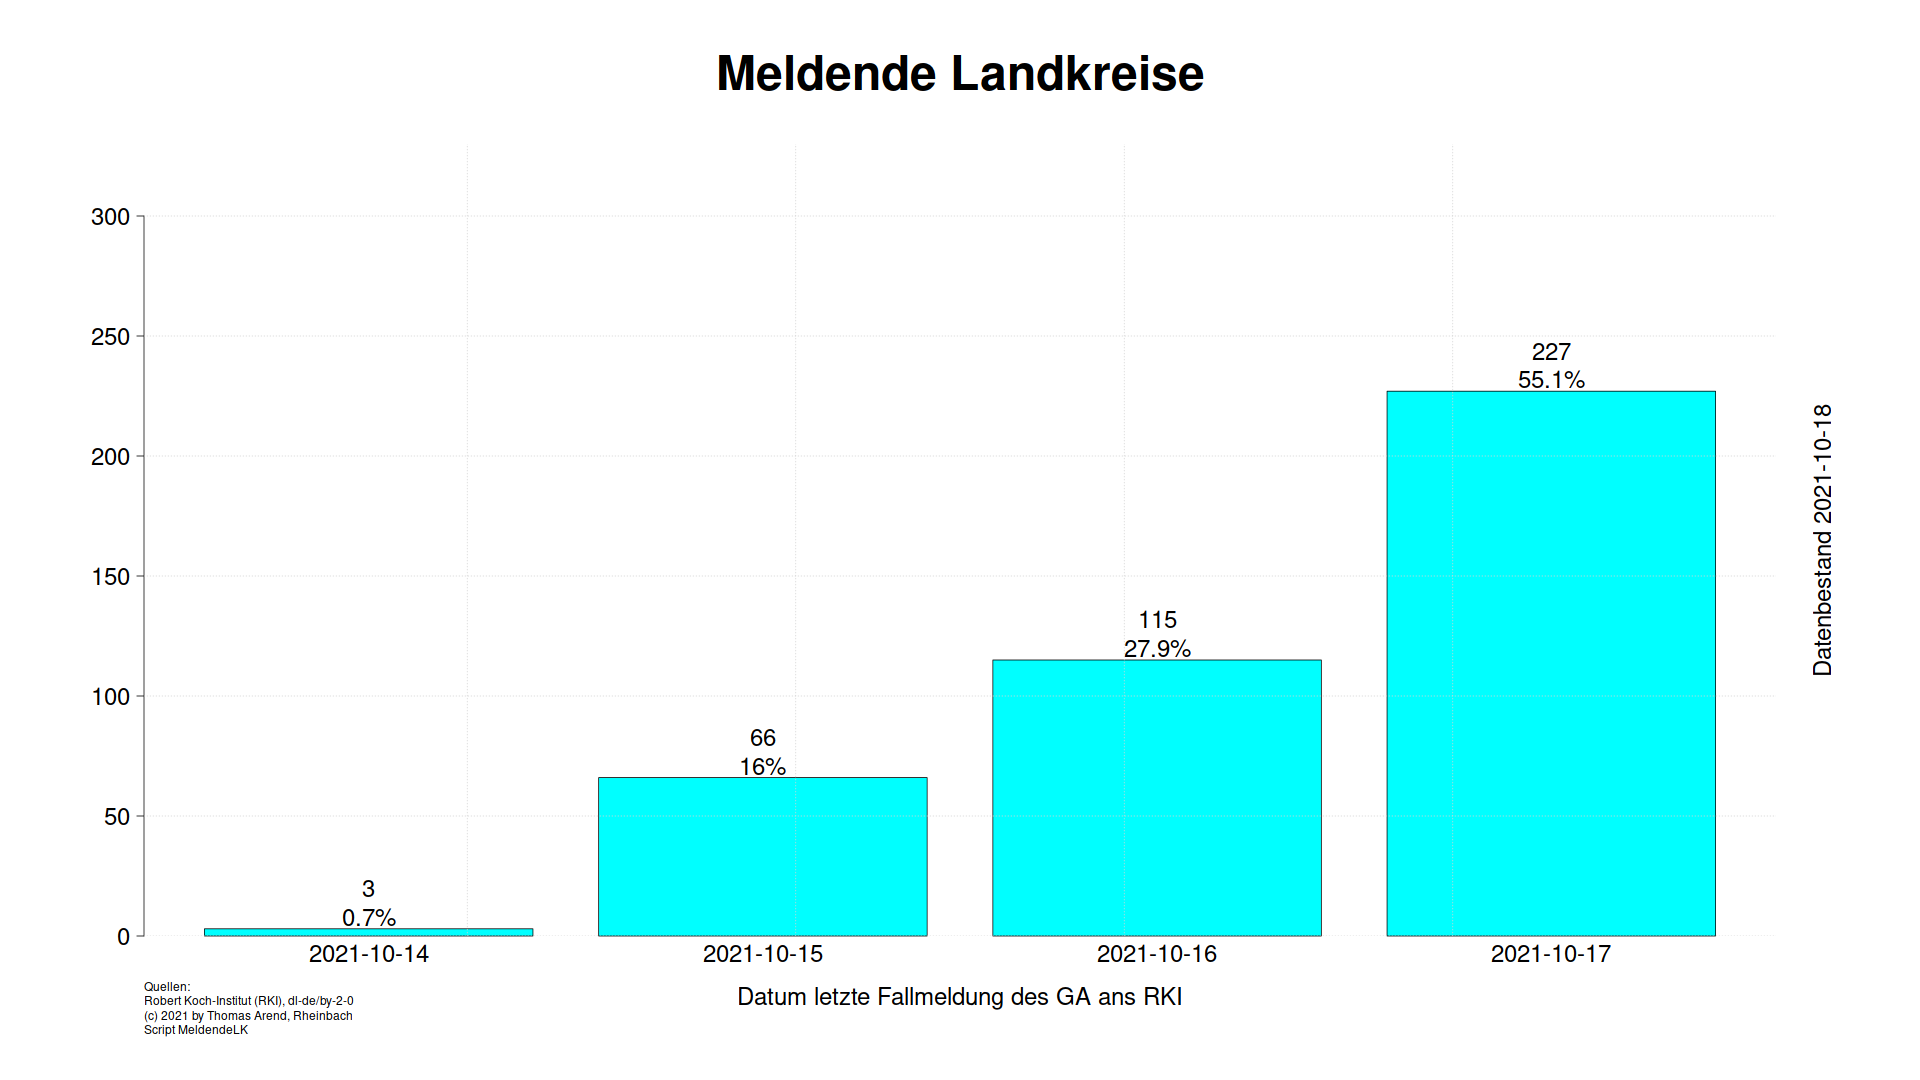 Meldende Landkreise
300
250
200
150
100
50
0
3
0.7%
66
16%
115
27.9%
227
55.1%
2021-10-14
2021-10-15
2021-10-16
2021-10-17
Datum letzte Fallmeldung des GA ans RKI
Datenbestand 2021-10-18
Quellen:
Robert Koch-Institut (RKI), dl-de/by-2-0
(c) 2021 by Thomas Arend, Rheinbach
Script MeldendeLK